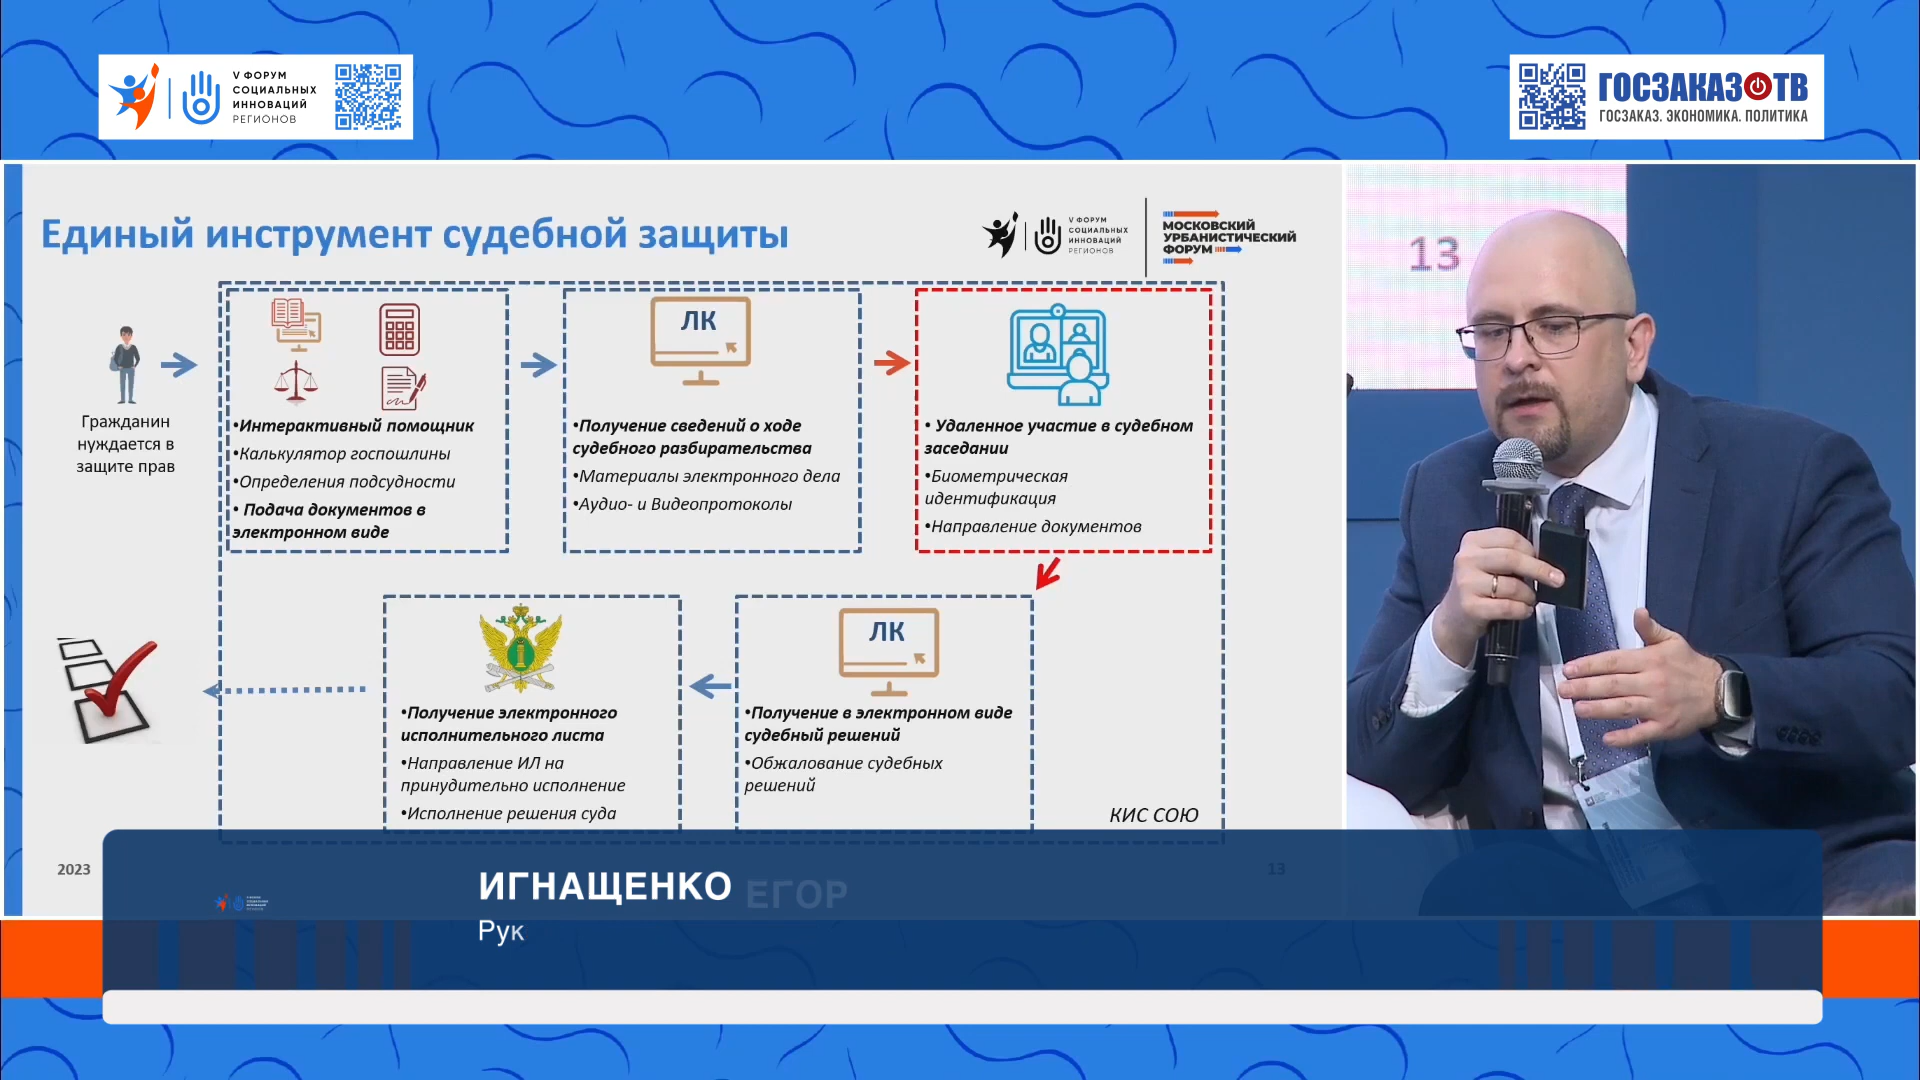 V ФОРУМ
СОЦИАЛЬНЫХ
ИННОВАЦИЙ
РЕГИОНОВ
ГОСЗАКАЗ ТВ
ГОСЗАКАЗ. ЭКОНОМИКА. ПОЛИТИКА
Единый инструмент судебной защиты
V ФОРУМ
СОЦИАЛЬНЫХ
ИННОВАЦИЙ
РЕГИОНОВ
МОСКОВСКИЙ
УРБАНИСТИЧЕСКИЙ
ФОРУМ
13
Гражданин
нуждается в
защите прав
•Интерактивный помощник
•Калькулятор госпошлины
•Определения подсудности
• Подача документов в
электронном виде
ЛК
•Получение сведений о ходе
судебного разбирательства
•Материалы электронного дела
•Аудио- и Видеопротоколы
• Удаленное участие в судебном
заседании
•Биометрическая
идентификация
•Направление документов
•Получение электронного
исполнительного листа
•Направление ИЛ на
принудительно исполнение
•Исполнение решения суда
ЛК
•Получение в электронном виде
судебный решений
•Обжалование судебных
решений
КИС СОЮ
2023
13
ИГНАЩЕНКО ЕГОР
Рук